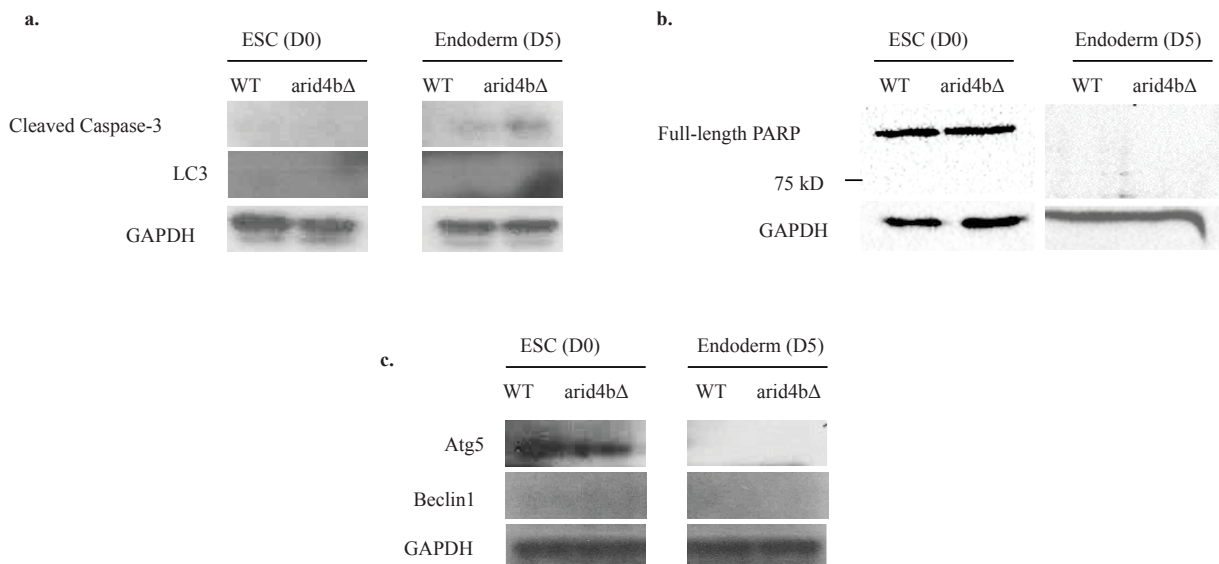 a.
ESC (D0) Endoderm (D5)
WT arid4bΔ WT arid4bΔ
Cleaved Caspase-3
LC3
GAPDH
b.
ESC (D0) Endoderm (D5)
WT arid4bΔ WT arid4bΔ
Full-length PARP
75 kD
GAPDH
c.
ESC (D0) Endoderm (D5)
WT arid4bΔ WT arid4bΔ
Atg5
Beclin1
GAPDH